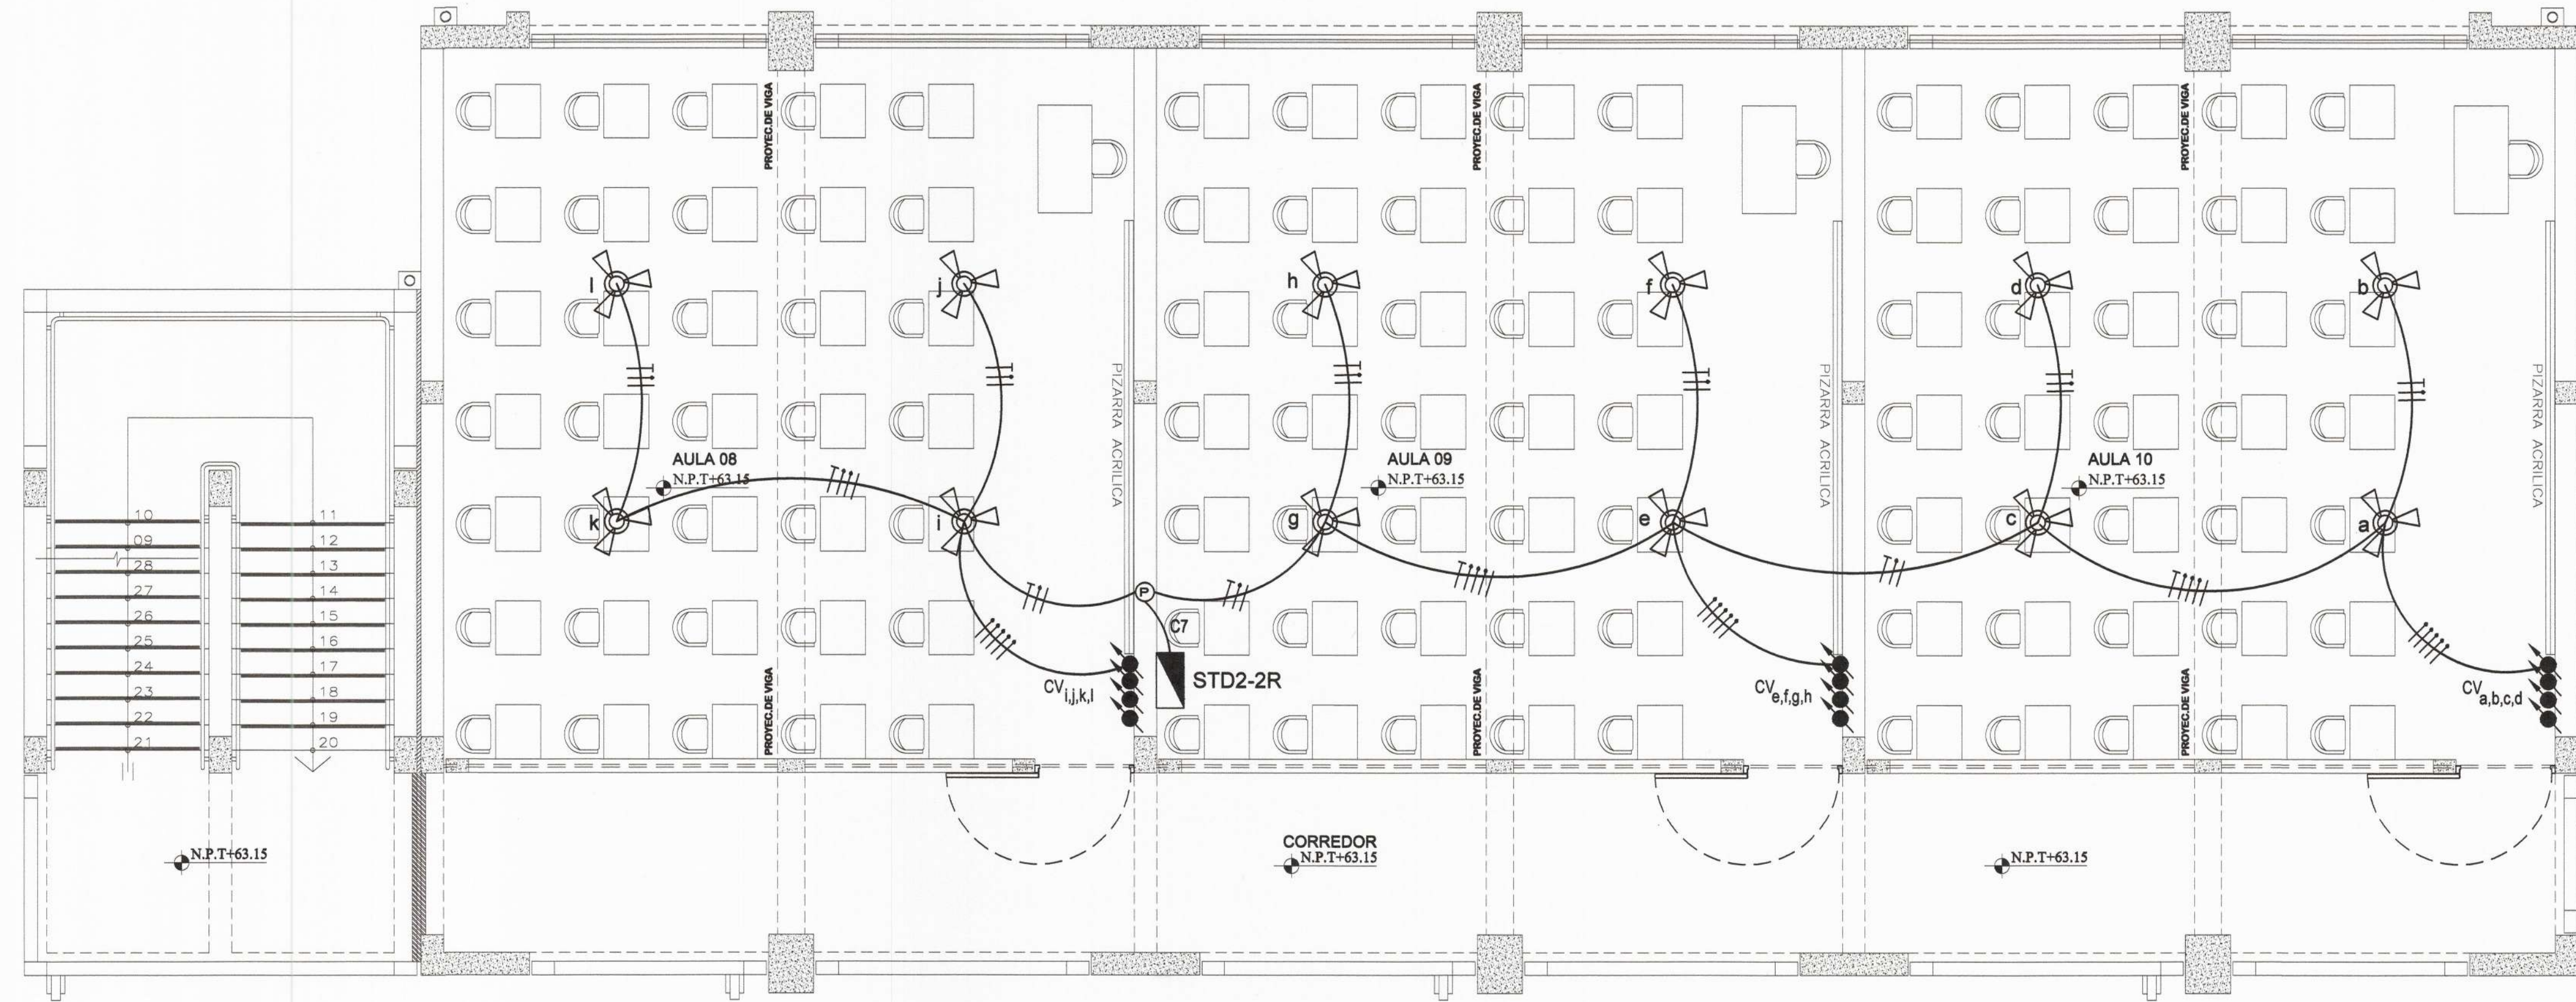 PROYEC.DE VIGA
PROYEC.DE VIGA
PROYEC.DE VIGA
l
j
h
f
d
b
PIZARRA ACRILICA
PIZARRA ACRILICA
PIZARRA ACRILICA
AULA 08
N.P.T+63.15
AULA 09
N.P.T+63.15
AULA 10
N.P.T+63.15
k
i
g
e
c
a
10
09
28
27
26
25
24
23
22
21
11
12
13
14
15
16
17
18
19
20
P
C7
STD2-2R
CV i,j,k,l
CV e,f,g,h
CV a,b,c,d
PROYEC.DE VIGA
PROYEC.DE VIGA
PROYEC.DE VIGA
N.P.T+63.15
CORREDOR
N.P.T+63.15
N.P.T+63.15